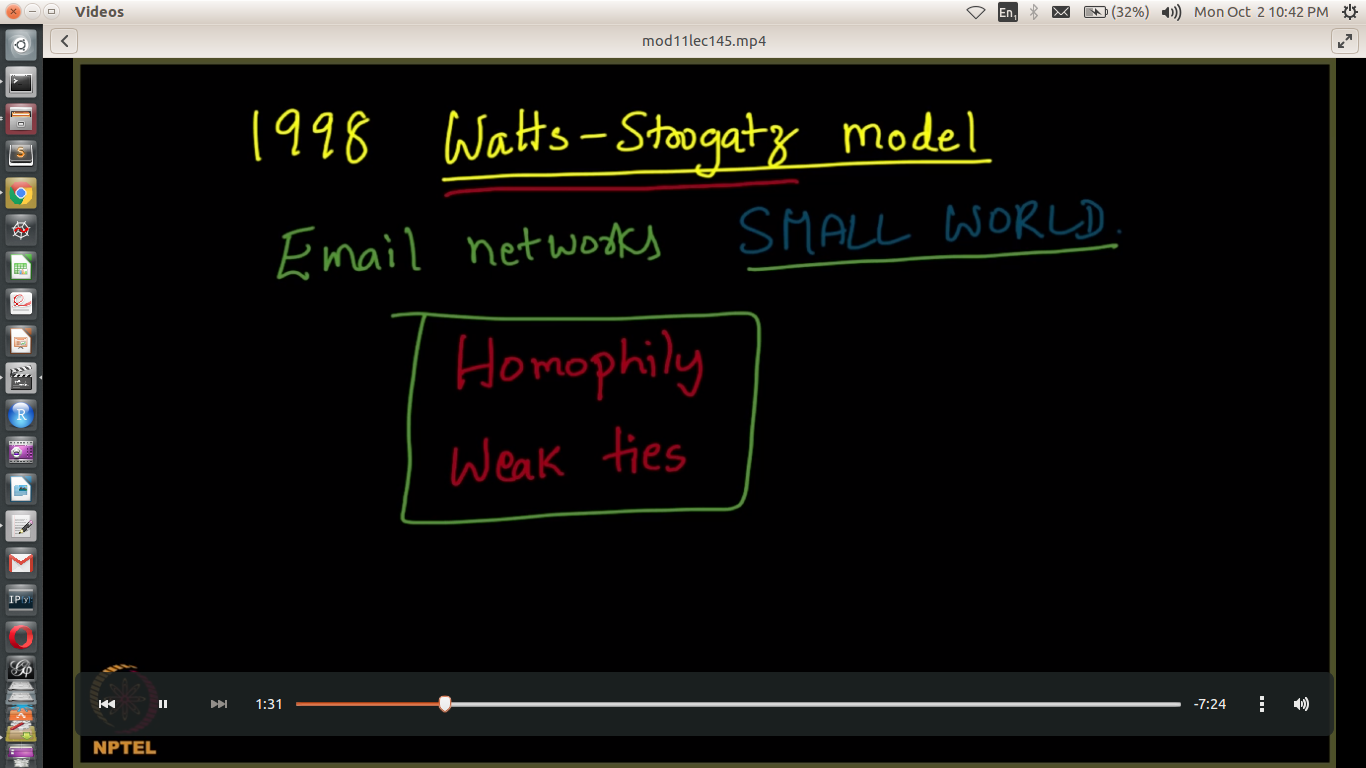 Videos
En1
(32%)
Mon Oct 2 10:42 PM
mod11lec145.mp4
1998 Watts-Stoogatz model
Email networks SMALL WORLD.
Homophily
Weak ties
1:31
-7:24
NPTEL